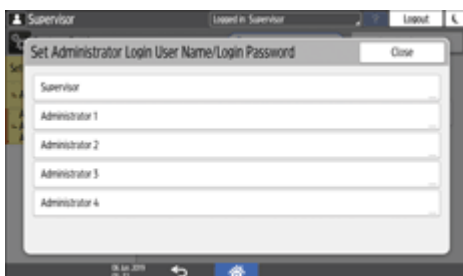 Supervisor
Logged in Supervisor
Logout
Set Administrator Login User Name/Login Password
Close
Supervisor
Administrator 1
Administrator 2
Administrator 3
Administrator 4